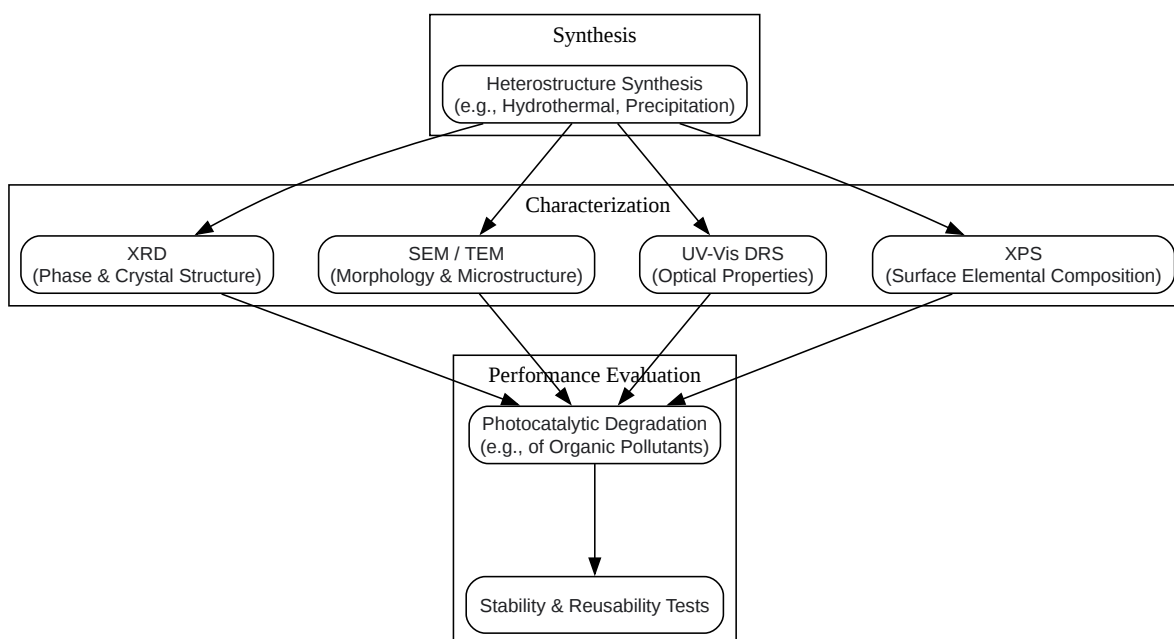 Synthesis
Heterostructure Synthesis
(e.g., Hydrothermal, Precipitation)
Characterization
XRD
(Phase & Crystal Structure)
SEM / TEM
(Morphology & Microstructure)
UV-Vis DRS
(Optical Properties)
XPS
(Surface Elemental Composition)
Performance Evaluation
Photocatalytic Degradation
(e.g., of Organic Pollutants)
Stability & Reusability Tests